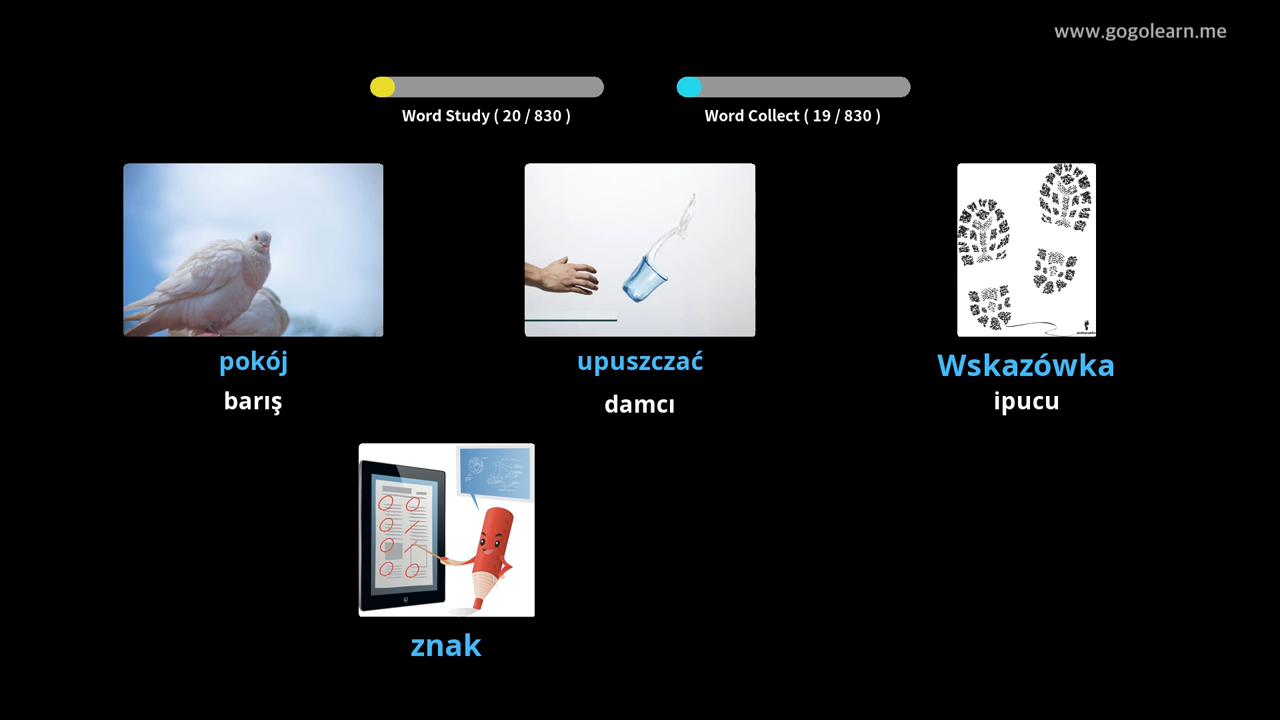 www.gogolearn.me
Word Study ( 20 / 830 )
Word Collect ( 19 / 830 )
pokój
upuszczać
Wskazówka
barış
damcı
ipucu
znak